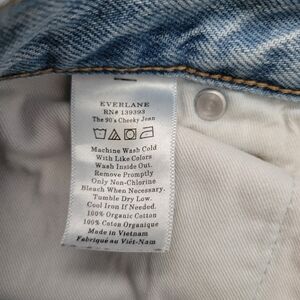 EVERLANE
RN# 139393
The 90's Cheeky Jean
Machine Wash Cold
With Like Colors
Wash Inside Out.
Remove Promptly
Only Non-Chlorine
Bleach When Necessary.
Tumble Dry Low.
Cool Iron If Needed.
100% Organic Cotton
100% Coton Organique
Made in Vietnam
Fabriqué au Viêt-Nam